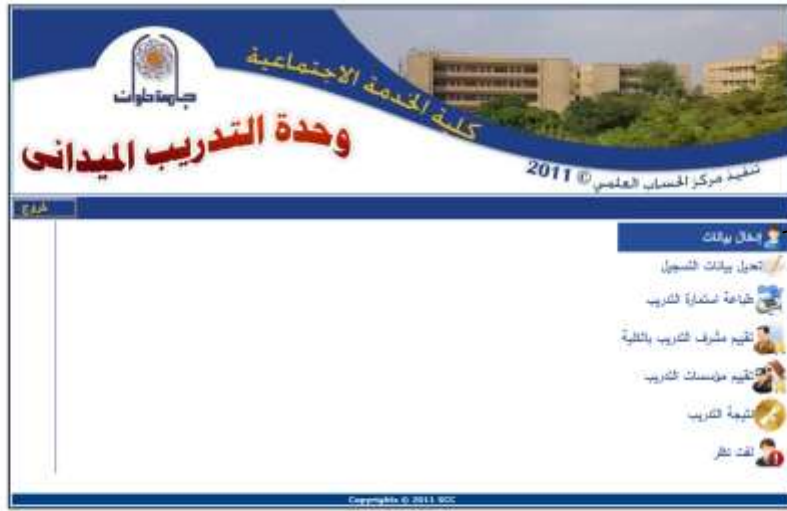 جامعة حلوان
كلية الخدمة الاجتماعية
وحدة التدريب الميدانى
تنفيذ مركز الحساب العلمي © 2011
خروج
إدخال بيانات
تعديل بيانات التسجيل
طباعة استمارة التدريب
تقييم مشرف التدريب بالكلية
تقييم مؤسسات التدريب
نتيجة التدريب
لفت نظر
Copyrights © 2011 SCC